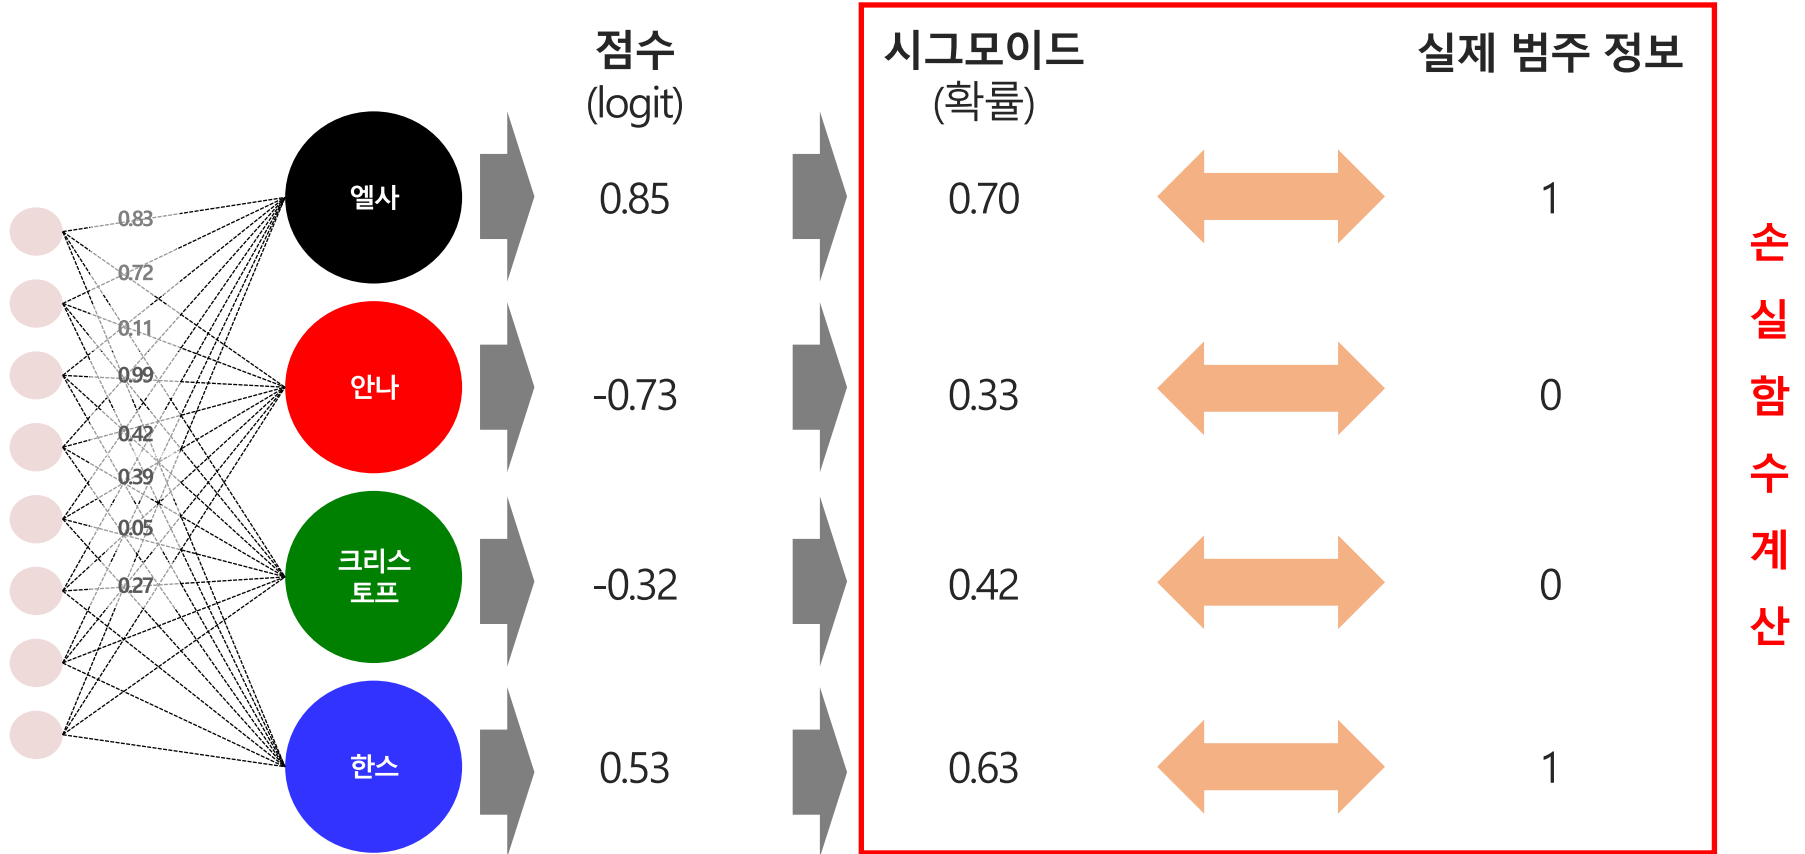 점수
(logit)
시그모이드
(확률)
실제 범주 정보
엘사
0.85
0.70
1
안나
-0.73
0.33
0
크리스
토프
-0.32
0.42
0
한스
0.53
0.63
1
0.83
0.72
0.11
0.99
0.42
0.39
0.05
0.27
손
실
함
수
계
산